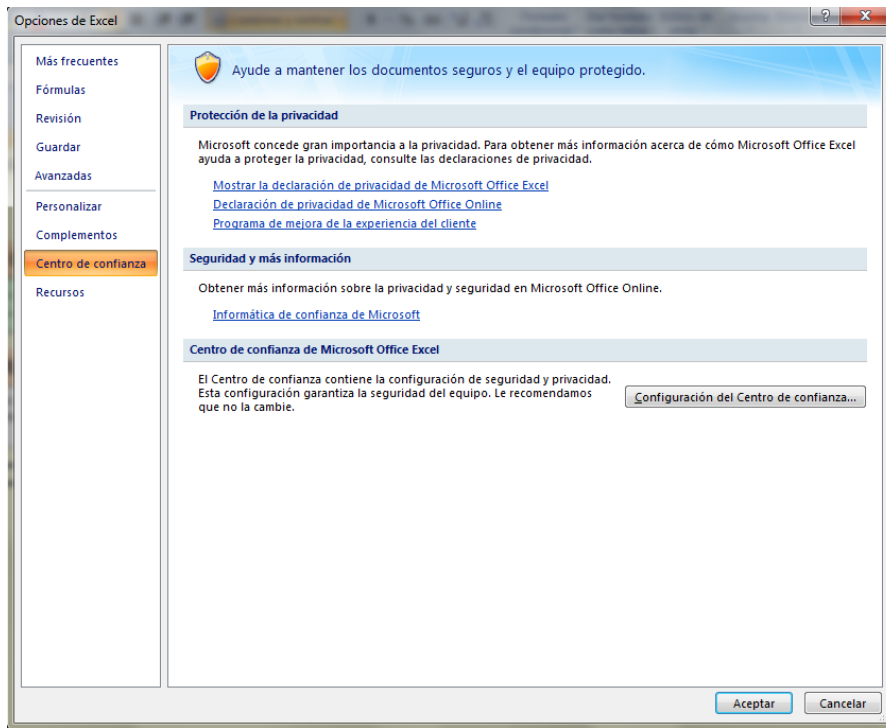 Opciones de Excel
Más frecuentes
Fórmulas
Revisión
Guardar
Avanzadas
Personalizar
Complementos
Centro de confianza
Recursos
Ayude a mantener los documentos seguros y el equipo protegido.
Protección de la privacidad
Microsoft concede gran importancia a la privacidad. Para obtener más información acerca de cómo Microsoft Office Excel
ayuda a proteger la privacidad, consulte las declaraciones de privacidad.
Mostrar la declaración de privacidad de Microsoft Office Excel
Declaración de privacidad de Microsoft Office Online
Programa de mejora de la experiencia del cliente
Seguridad y más información
Obtener más información sobre la privacidad y seguridad en Microsoft Office Online.
Informática de confianza de Microsoft
Centro de confianza de Microsoft Office Excel
El Centro de confianza contiene la configuración de seguridad y privacidad.
Esta configuración garantiza la seguridad del equipo. Le recomendamos
que no la cambie.
Configuración del Centro de confianza...
Aceptar
Cancelar